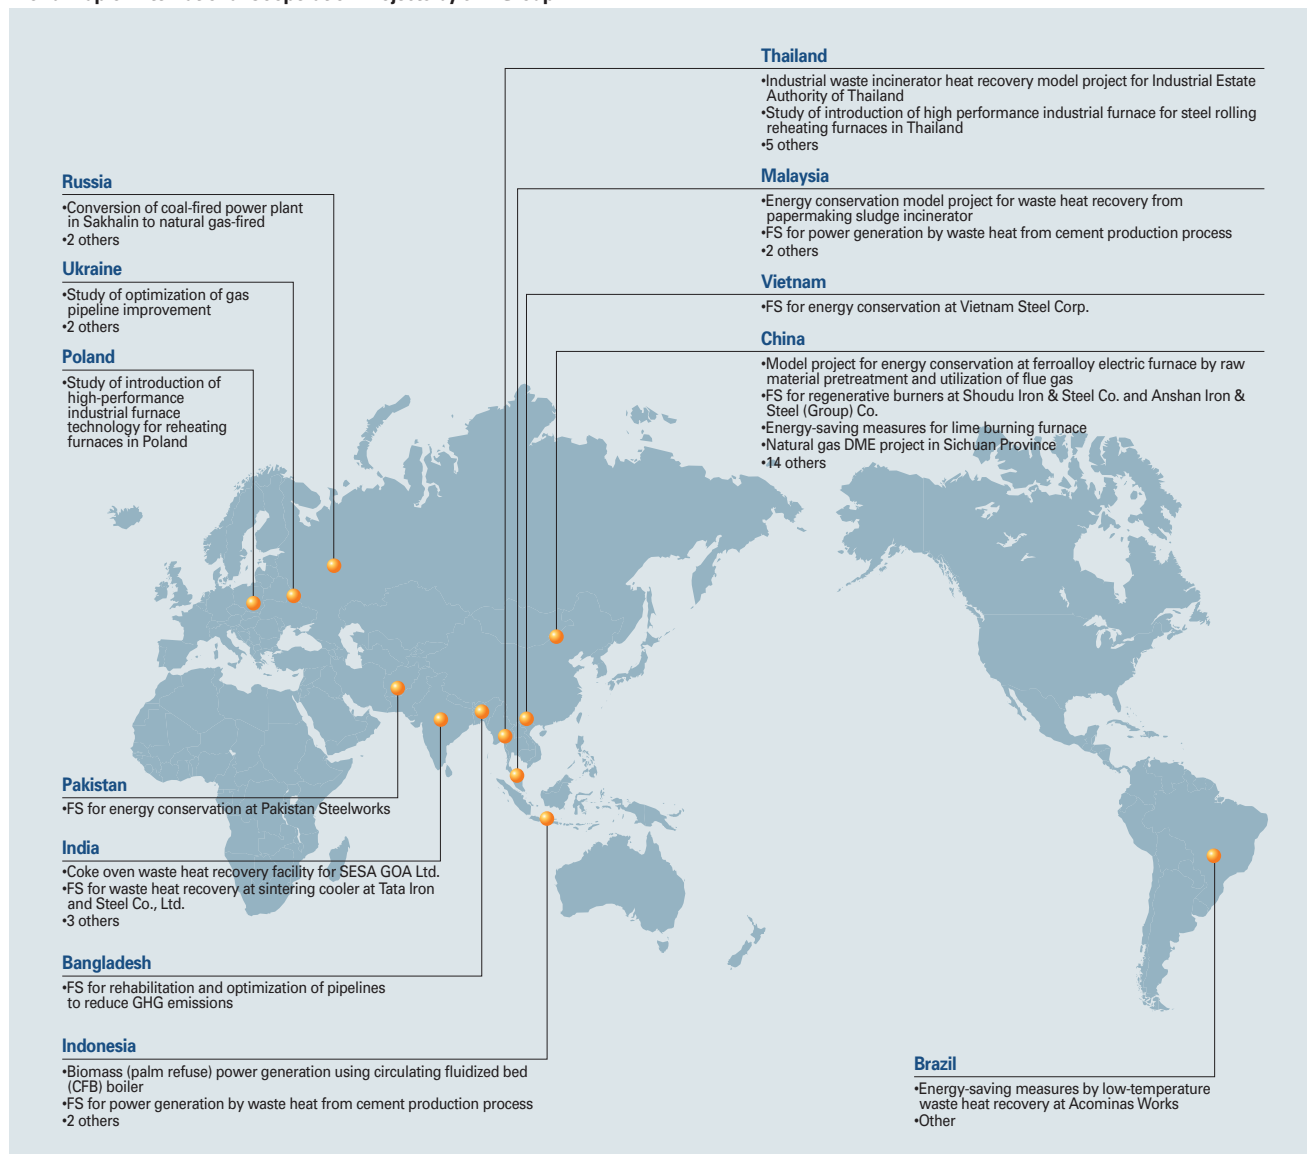 Thailand
•Industrial waste incinerator heat recovery model project for Industrial Estate
Authority of Thailand
•Study of introduction of high performance industrial furnace for steel rolling
reheating furnaces in Thailand
•5 others
Malaysia
•Energy conservation model project for waste heat recovery from
papermaking sludge incinerator
•FS for power generation by waste heat from cement production process
•2 others
Vietnam
•FS for energy conservation at Vietnam Steel Corp.
China
•Model project for energy conservation at ferroalloy electric furnace by raw
material pretreatment and utilization of flue gas
•FS for regenerative burners at Shoudu Iron & Steel Co. and Anshan Iron &
Steel (Group) Co.
•Energy-saving measures for lime burning furnace
•Natural gas DME project in Sichuan Province
•14 others
Russia
•Conversion of coal-fired power plant
in Sakhalin to natural gas-fired
•2 others
Ukraine
•Study of optimization of gas
pipeline improvement
•2 others
Poland
•Study of introduction of
high-performance
industrial furnace
technology for reheating
furnaces in Poland
Pakistan
•FS for energy conservation at Pakistan Steelworks
India
•Coke oven waste heat recovery facility for SESA GOA Ltd.
•FS for waste heat recovery at sintering cooler at Tata Iron
and Steel Co., Ltd.
•3 others
Bangladesh
•FS for rehabilitation and optimization of pipelines
to reduce GHG emissions
Indonesia
•Biomass (palm refuse) power generation using circulating fluidized bed
(CFB) boiler
•FS for power generation by waste heat from cement production process
•2 others
Brazil
•Energy-saving measures by low-temperature
waste heat recovery at Acominas Works
•Other